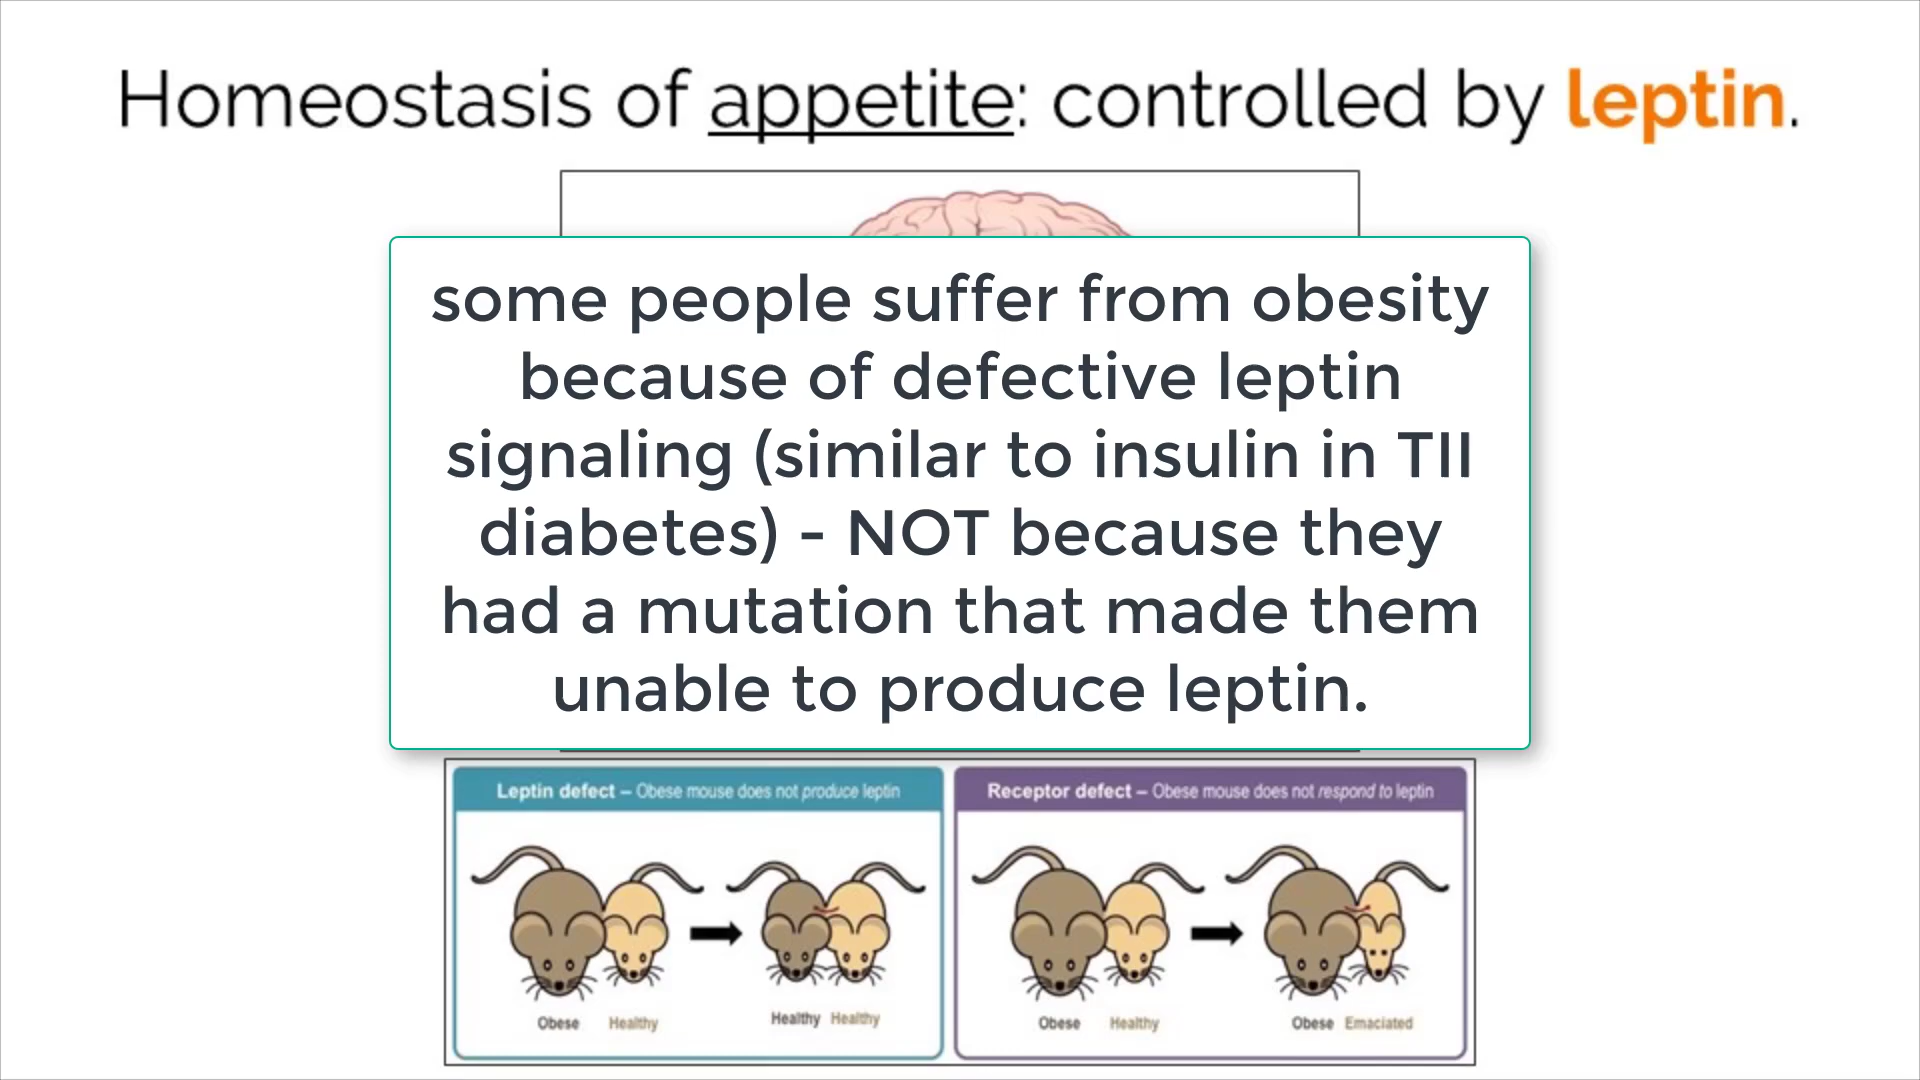 Homeostasis of appetite: controlled by leptin.
some people suffer from obesity
because of defective leptin
signaling (similar to insulin in TII
diabetes) - NOT because they
had a mutation that made them
unable to produce leptin.
Leptin defect – Obese mouse does not produce leptin
Receptor defect – Obese mouse does not respond to leptin
Obese Healthy
Healthy Healthy
Obese Healthy
Obese Emaciated